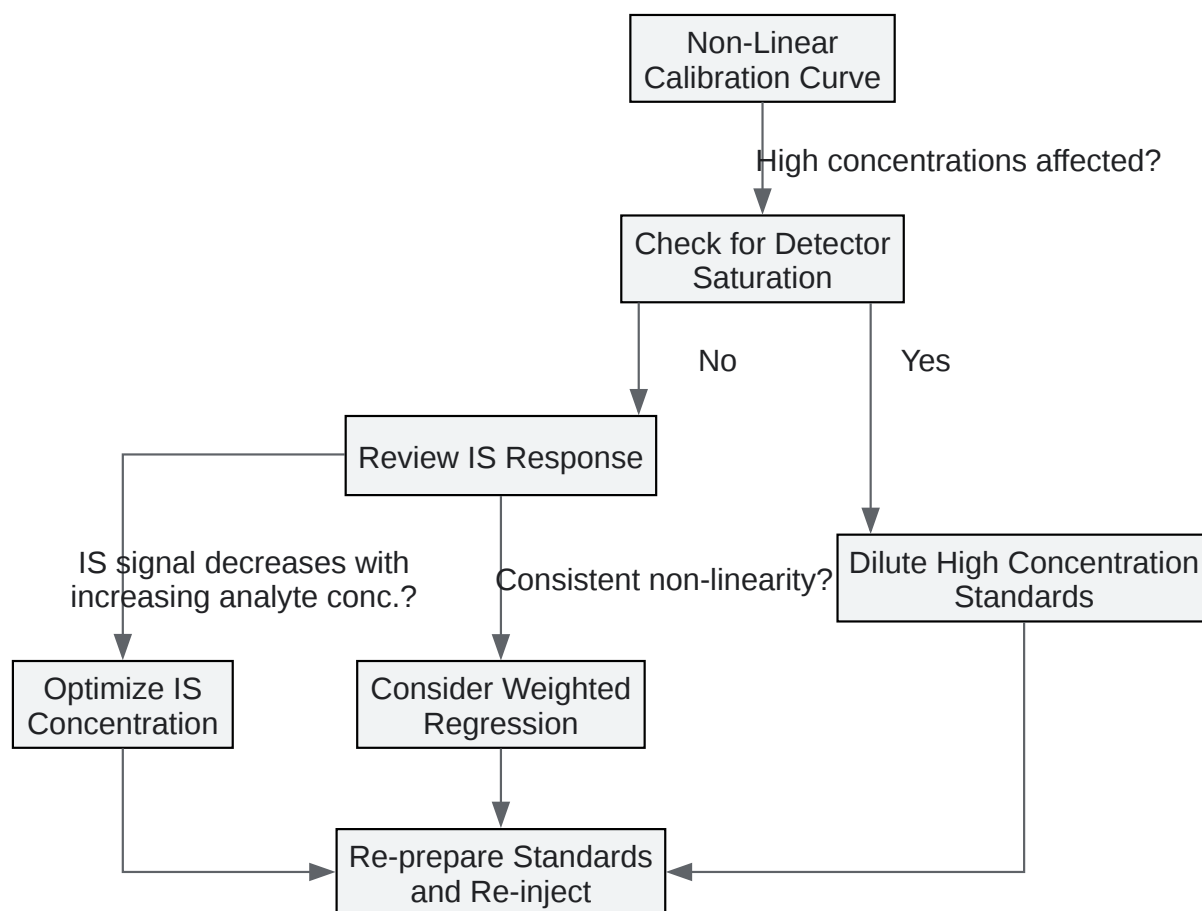 Non-Linear
Calibration Curve
High concentrations affected?
Check for Detector
Saturation
No
Yes
Review IS Response
IS signal decreases with
increasing analyte conc.?
Consistent non-linearity?
Dilute High Concentration
Standards
Optimize IS
Concentration
Consider Weighted
Regression
Re-prepare Standards
and Re-inject